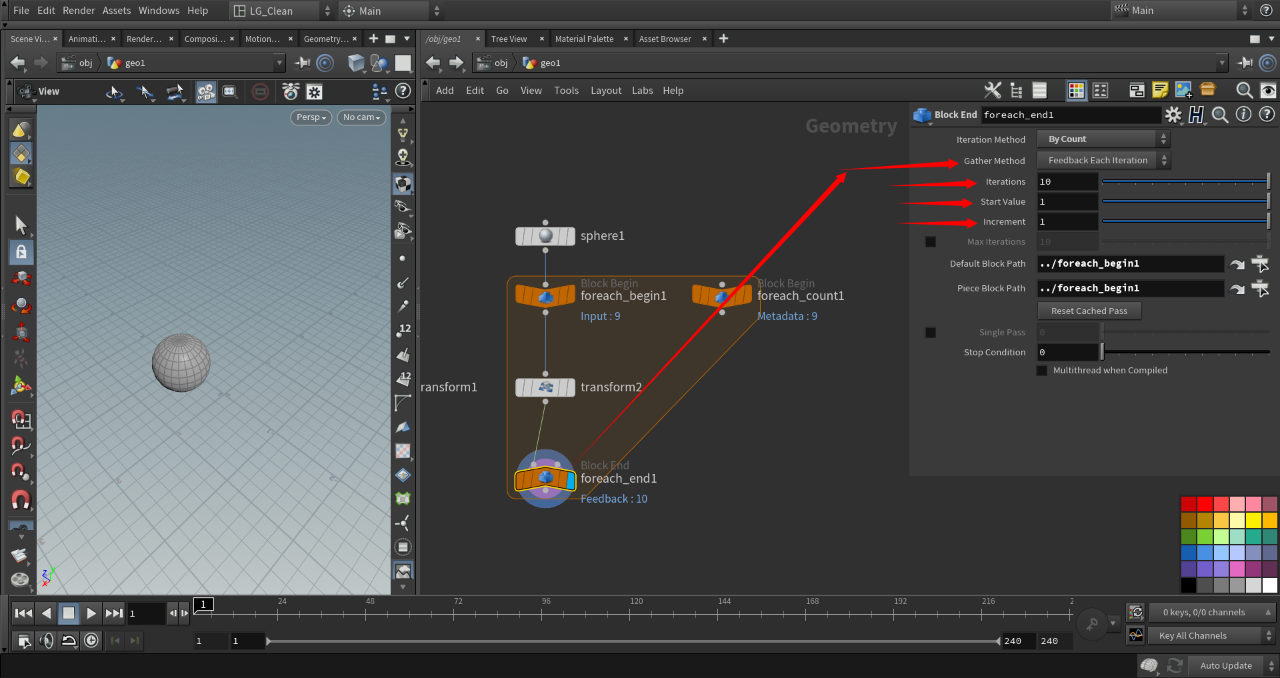 File Edit Render Assets Windows Help LG_Clean Main Main
Scene Vi... Animati... Render... Composi... Motion... Geometry... /obj/geo1 Tree View Material Palette Asset Browser
obj geo1 obj geo1
View Add Edit Go View Tools Layout Labs Help
Persp No cam
Geometry
Block End foreach_end1
Iteration Method By Count
Gather Method Feedback Each Iteration
Iterations 10
Start Value 1
Increment 1
Max Iterations 10
Default Block Path ../foreach_begin1
Piece Block Path ../foreach_begin1
Reset Cached Pass
Single Pass 0
Stop Condition 0
Multithread when Compiled
sphere1
Block Begin
foreach_begin1
Input : 9
Block Begin
foreach_count1
Metadata : 9
ransform1
transform2
Block End
foreach_end1
Feedback : 10
12
12
z y x
1 1 24 48 72 96 120 144 168 192 216 2
0 keys, 0/0 channels
1 1 240 240 Key All Channels
Auto Update